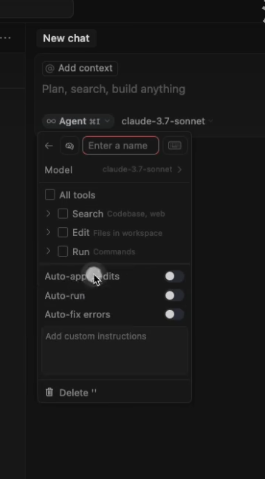 New chat
@ Add context
Plan, search, build anything
∞ Agent ⌘I claude-3.7-sonnet
Enter a name
Model claude-3.7-sonnet
All tools
Search Codebase, web
Edit Files in workspace
Run Commands
Auto-apply edits
Auto-run
Auto-fix errors
Add custom instructions
Delete ''